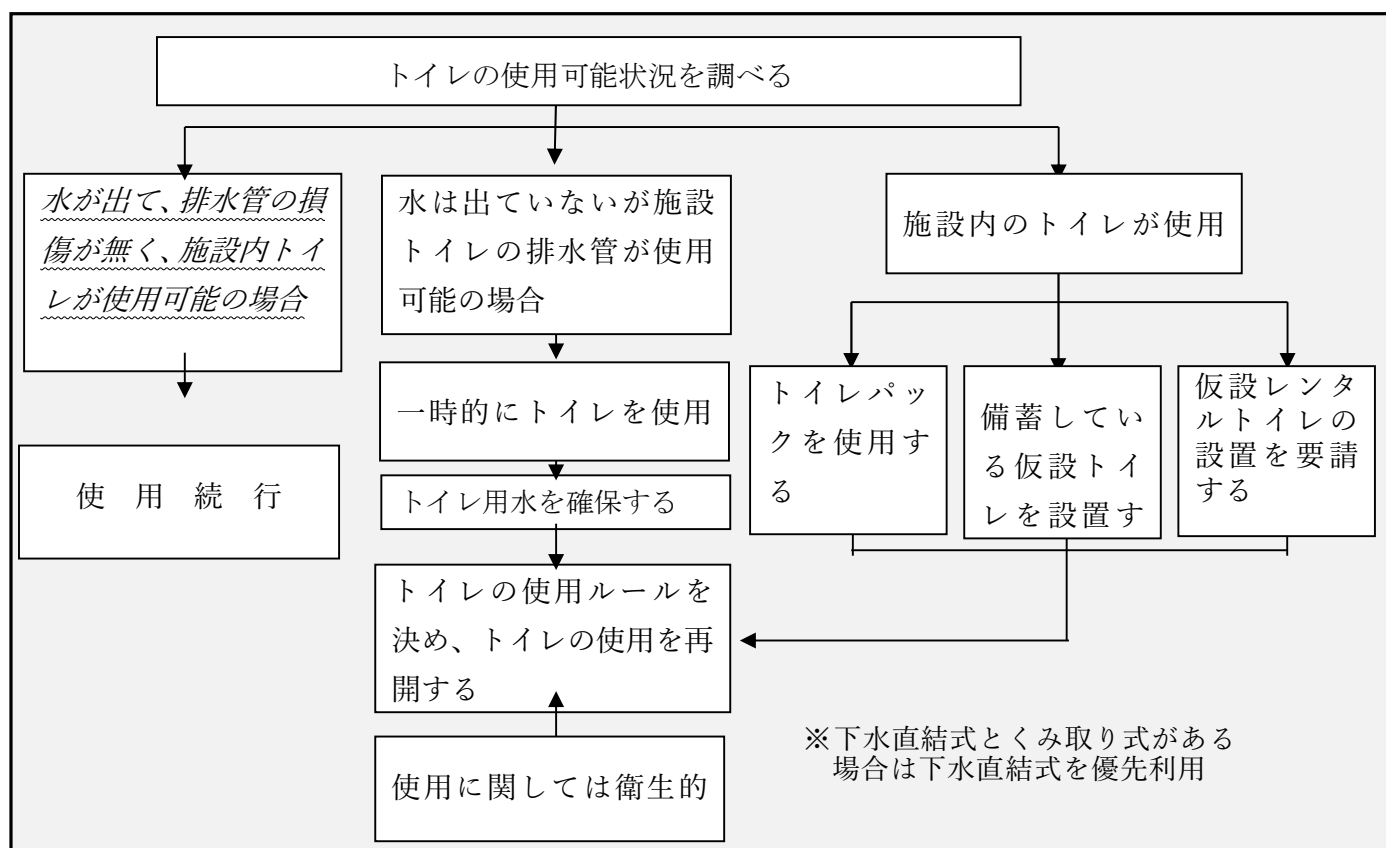 トイレの使用可能状況を調べる
水が出て、排水管の損
傷が無く、施設内トイ
レが使用可能の場合
水は出ていないが施設
トイレの排水管が使用
可能の場合
施設内のトイレが使用
一時的にトイレを使用
トイレ用水を確保する
使用続行
トイレパッ
クを使用す
る
備蓄してい
る仮設トイ
レを設置す
仮設レンタ
ルトイレの
設置を要請
する
トイレの使用ルールを
決め、トイレの使用を再
開する
使用に関しては衛生的
※下水直結式とくみ取り式がある
場合は下水直結式を優先利用